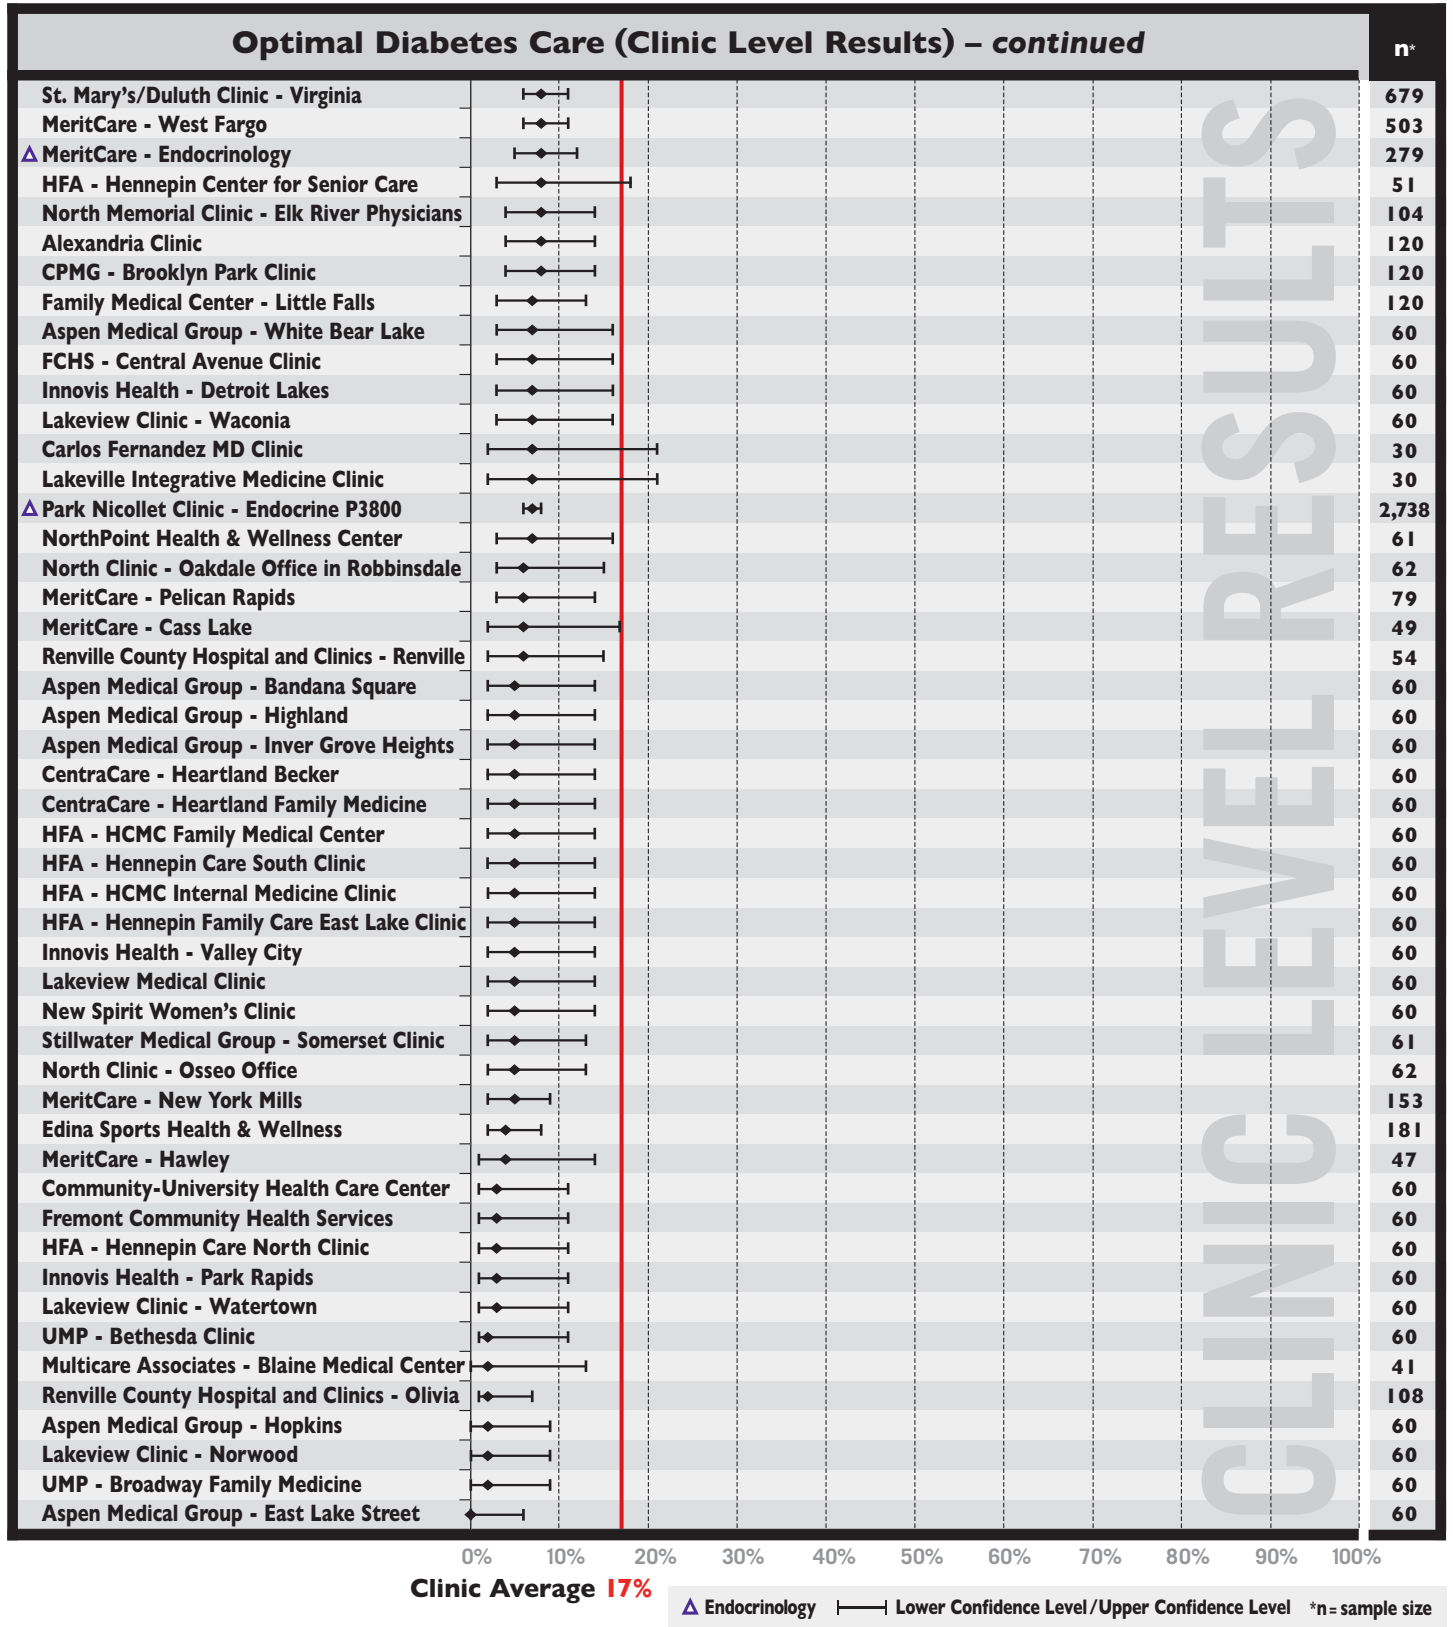 Optimal Diabetes Care (Clinic Level Results) – continued n*
St. Mary's/Duluth Clinic - Virginia 679
MeritCare - West Fargo 503
MeritCare - Endocrinology 279
HFA - Hennepin Center for Senior Care 51
North Memorial Clinic - Elk River Physicians 104
Alexandria Clinic 120
CPMG - Brooklyn Park Clinic 120
Family Medical Center - Little Falls 120
Aspen Medical Group - White Bear Lake 60
FCHS - Central Avenue Clinic 60
Innovis Health - Detroit Lakes 60
Lakeview Clinic - Waconia 60
Carlos Fernandez MD Clinic 30
Lakeville Integrative Medicine Clinic 30
Park Nicollet Clinic - Endocrine P3800 2,738
NorthPoint Health & Wellness Center 61
North Clinic - Oakdale Office in Robbinsdale 62
MeritCare - Pelican Rapids 79
MeritCare - Cass Lake 49
Renville County Hospital and Clinics - Renville 54
Aspen Medical Group - Bandana Square 60
Aspen Medical Group - Highland 60
Aspen Medical Group - Inver Grove Heights 60
CentraCare - Heartland Becker 60
CentraCare - Heartland Family Medicine 60
HFA - HCMC Family Medical Center 60
HFA - Hennepin Care South Clinic 60
HFA - HCMC Internal Medicine Clinic 60
HFA - Hennepin Family Care East Lake Clinic 60
Innovis Health - Valley City 60
Lakeview Medical Clinic 60
New Spirit Women's Clinic 60
Stillwater Medical Group - Somerset Clinic 61
North Clinic - Osseo Office 62
MeritCare - New York Mills 153
Edina Sports Health & Wellness 181
MeritCare - Hawley 47
Community-University Health Care Center 60
Fremont Community Health Services 60
HFA - Hennepin Care North Clinic 60
Innovis Health - Park Rapids 60
Lakeview Clinic - Watertown 60
UMP - Bethesda Clinic 60
Multicare Associates - Blaine Medical Center 41
Renville County Hospital and Clinics - Olivia 108
Aspen Medical Group - Hopkins 60
Lakeview Clinic - Norwood 60
UMP - Broadway Family Medicine 60
Aspen Medical Group - East Lake Street 60
CLINIC LEVEL RESULTS
0% 10% 20% 30% 40% 50% 60% 70% 80% 90% 100%
Clinic Average 17%
Endocrinology Lower Confidence Level/Upper Confidence Level *n=sample size